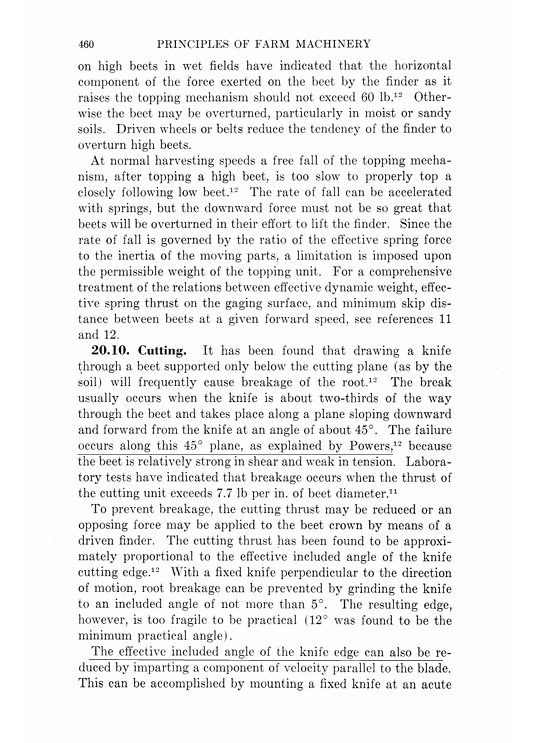 460 PRINCIPLES OF FARM MACHINERY
on high beets in wet fields have indicated that the horizontal
component of the force exerted on the beet by the finder as it
raises the topping mechanism should not exceed 60 lb.¹² Other-
wise the beet may be overturned, particularly in moist or sandy
soils. Driven wheels or belts reduce the tendency of the finder to
overturn high beets.
At normal harvesting speeds a free fall of the topping mecha-
nism, after topping a high beet, is too slow to properly top a
closely following low beet.¹² The rate of fall can be accelerated
with springs, but the downward force must not be so great that
beets will be overturned in their effort to lift the finder. Since the
rate of fall is governed by the ratio of the effective spring force
to the inertia of the moving parts, a limitation is imposed upon
the permissible weight of the topping unit. For a comprehensive
treatment of the relations between effective dynamic weight, effec-
tive spring thrust on the gaging surface, and minimum skip dis-
tance between beets at a given forward speed, see references 11
and 12.
20.10. Cutting. It has been found that drawing a knife
through a beet supported only below the cutting plane (as by the
soil) will frequently cause breakage of the root.¹² The break
usually occurs when the knife is about two-thirds of the way
through the beet and takes place along a plane sloping downward
and forward from the knife at an angle of about 45°. The failure
occurs along this 45° plane, as explained by Powers,¹² because
the beet is relatively strong in shear and weak in tension. Labora-
tory tests have indicated that breakage occurs when the thrust of
the cutting unit exceeds 7.7 lb per in. of beet diameter.¹¹
To prevent breakage, the cutting thrust may be reduced or an
opposing force may be applied to the beet crown by means of a
driven finder. The cutting thrust has been found to be approxi-
mately proportional to the effective included angle of the knife
cutting edge.¹² With a fixed knife perpendicular to the direction
of motion, root breakage can be prevented by grinding the knife
to an included angle of not more than 5°. The resulting edge,
however, is too fragile to be practical (12° was found to be the
minimum practical angle).
The effective included angle of the knife edge can also be re-
duced by imparting a component of velocity parallel to the blade.
This can be accomplished by mounting a fixed knife at an acute